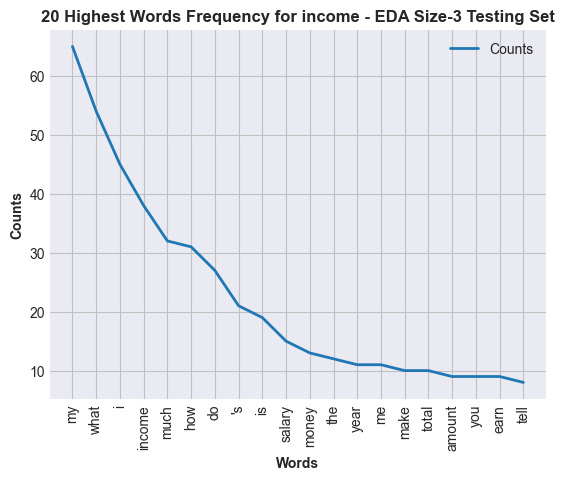 20 Highest Words Frequency for income - EDA Size-3 Testing Set
Counts
60
50
40
30
20
10
Counts
my
what
i
income
much
how
do
's
is
salary
money
the
year
me
make
total
amount
you
earn
tell
Words